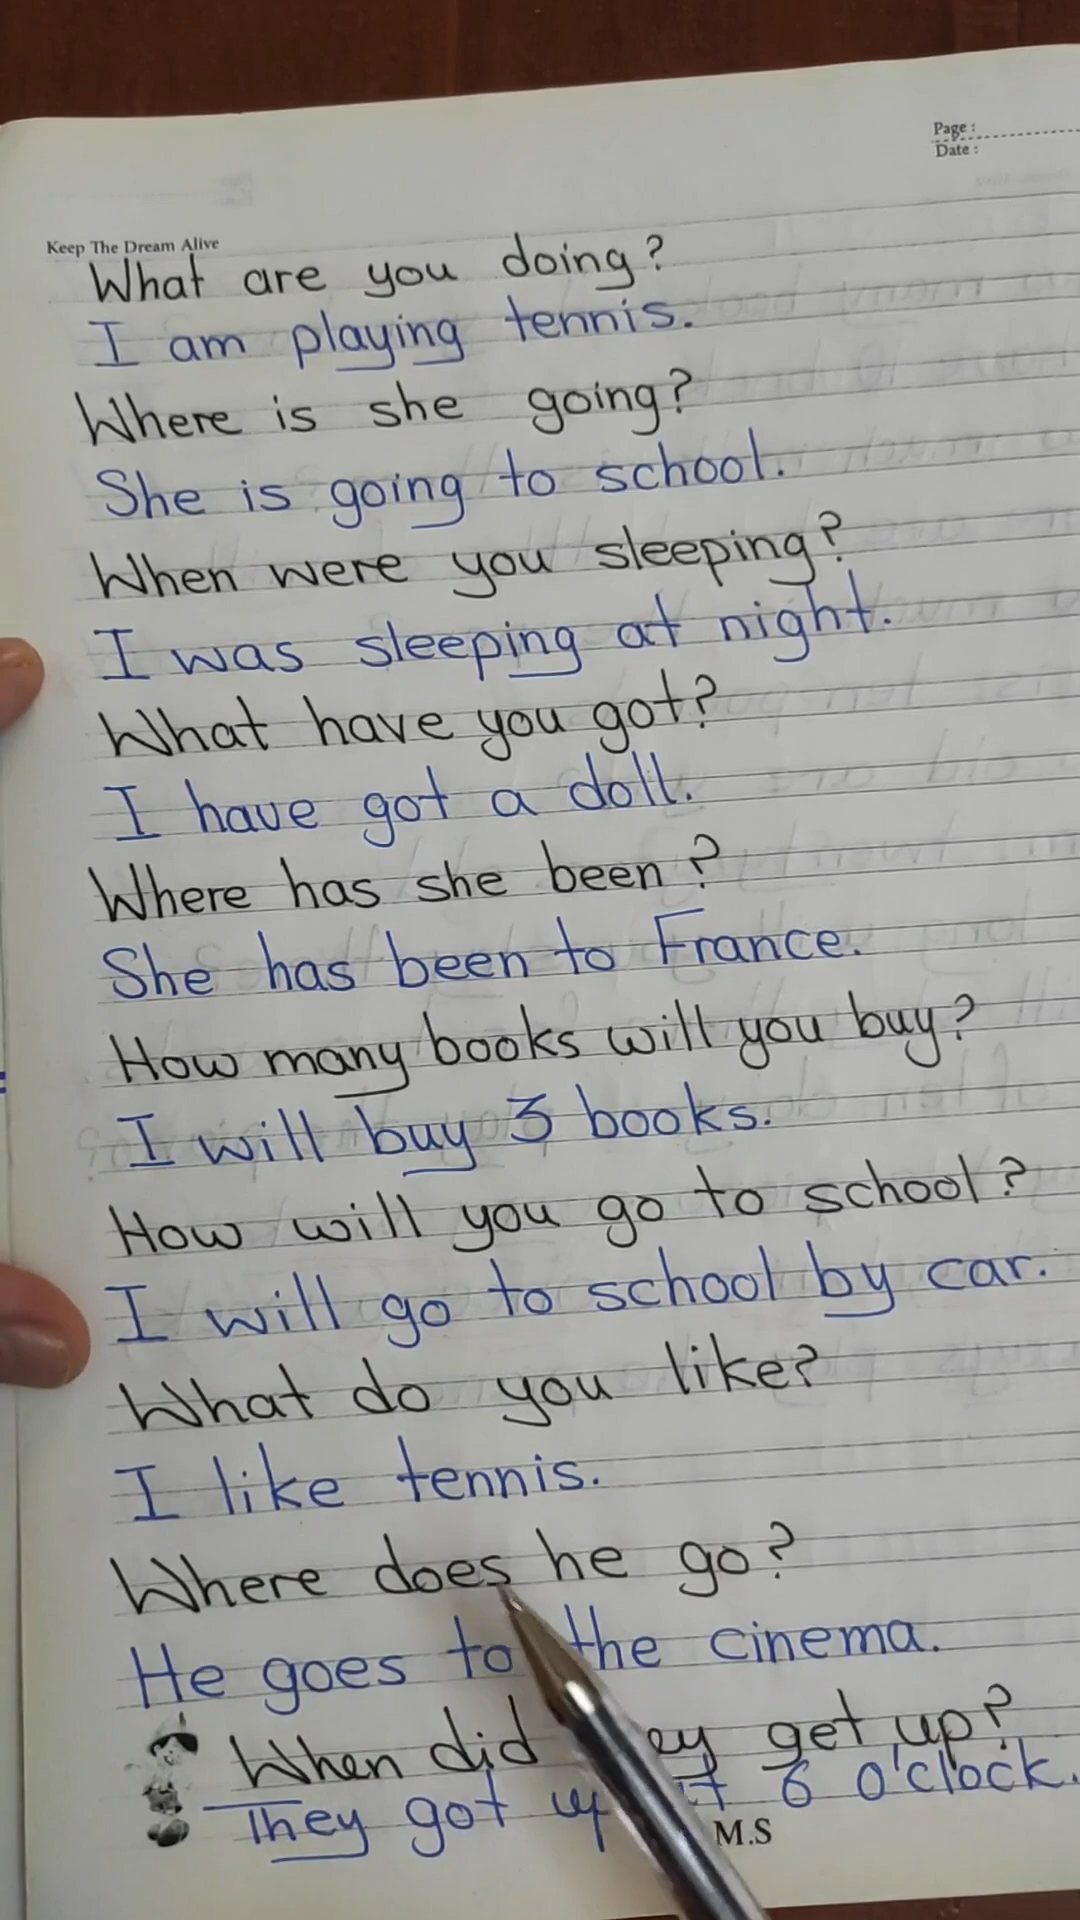 Page :
Date :
Keep The Dream Alive
What are you doing?
I am playing tennis.
Where is she going?
She is going to school.
When were you sleeping?
I was sleeping at night.
What have you got?
I have got a doll.
Where has she been?
She has been to France.
How many books will you buy?
I will buy 3 books.
How will you go to school?
I will go to school by car.
What do you like?
I like tennis.
Where does he go?
He goes to the cinema.
When did ey get up?
They got up 6 o'clock.
M.S